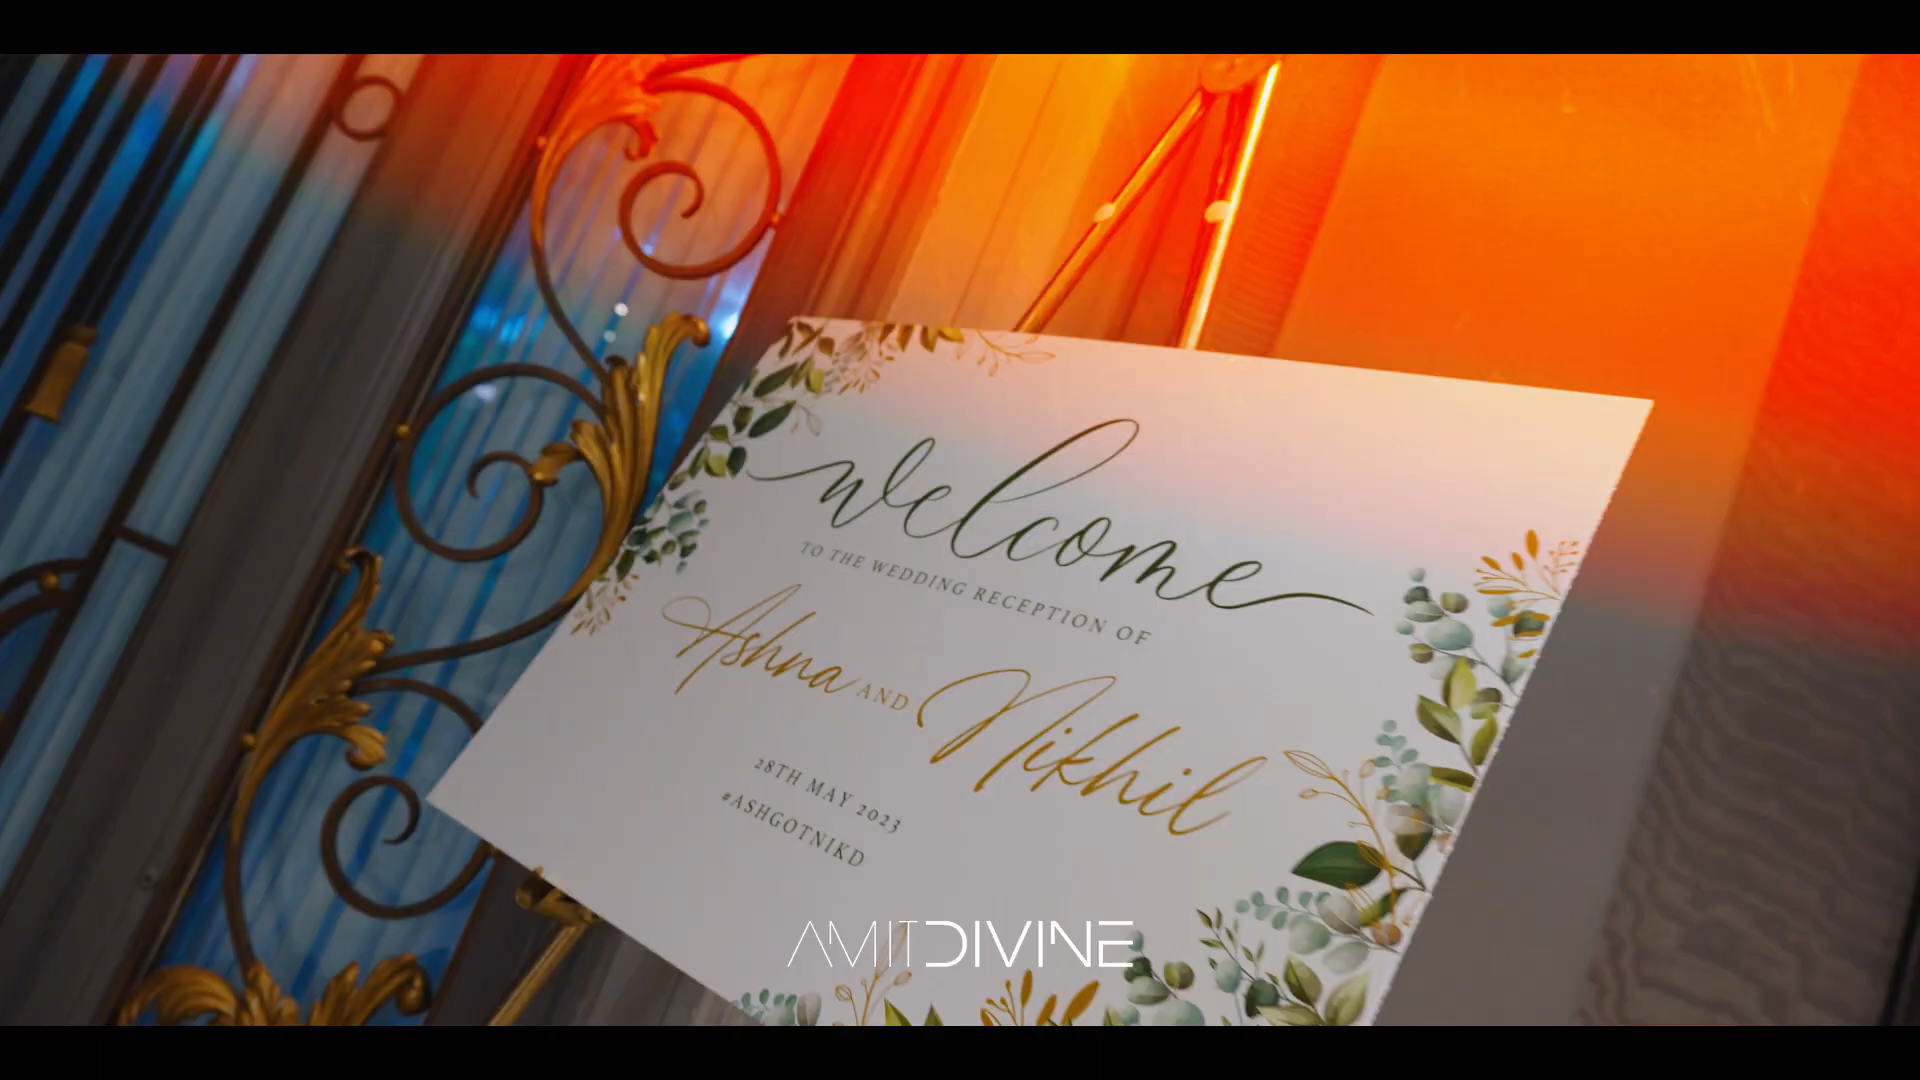 welcome
TO THE WEDDING RECEPTION OF
Ashna AND Nikhil
28TH MAY 2023
#ASHGOTNIKD
AMITDIVINE